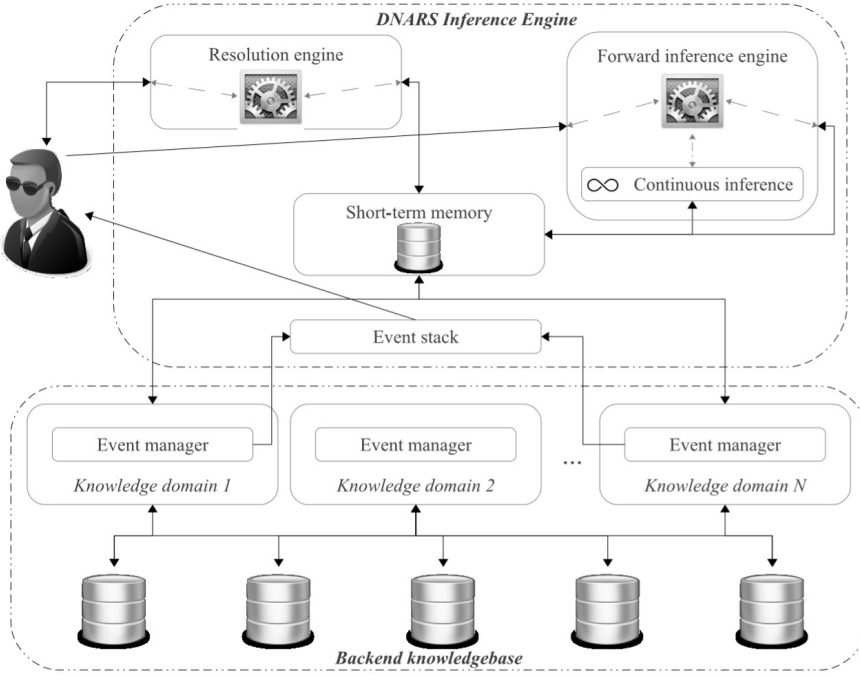 DNARS Inference Engine
Resolution engine
Forward inference engine
∞ Continuous inference
Short-term memory
Event stack
Event manager
Event manager
Event manager
...
Knowledge domain 1
Knowledge domain 2
Knowledge domain N
Backend knowledgebase